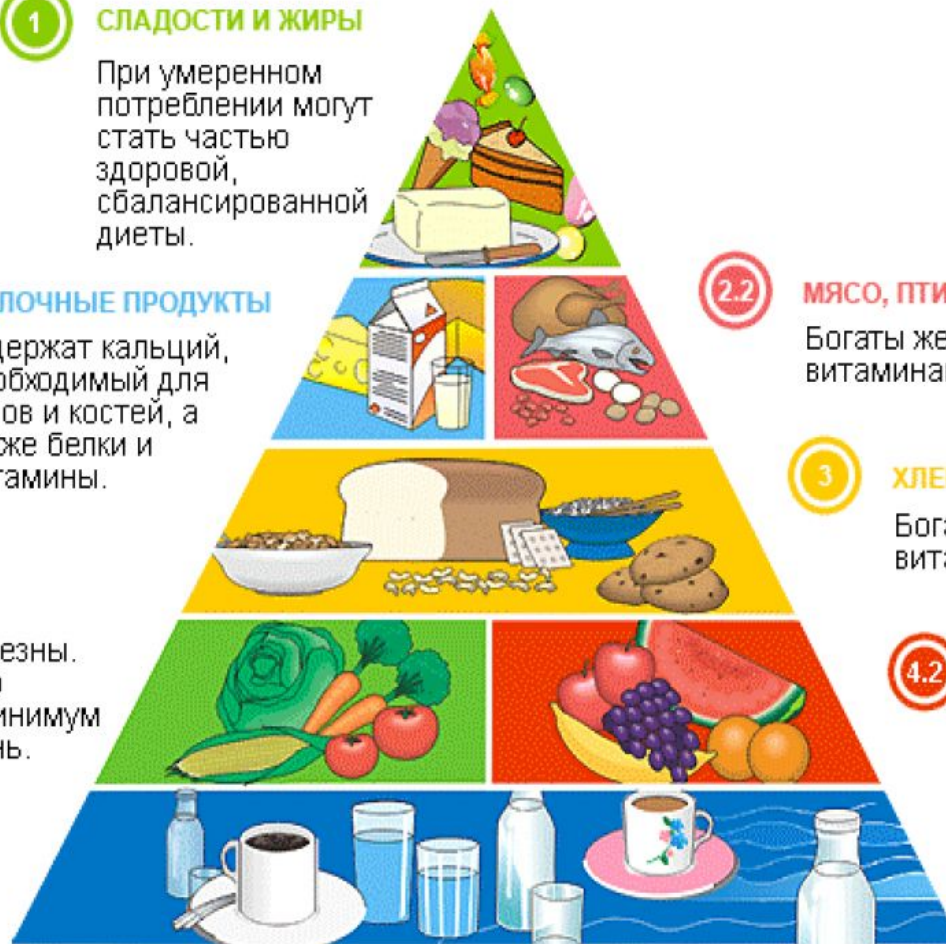 1
СЛАДОСТИ И ЖИРЫ
При умеренном
потреблении могут
стать частью
здоровой,
сбалансированной
диеты.
ЛОЧНЫЕ ПРОДУКТЫ
держат кальций,
обходимый для
ов и костей, а
же белки и
тамины.
2.2
МЯСО, ПТИ
Богаты же
витамина
3
ХЛЕ
Бога
вита
езны.
инимум
нь.
4.2